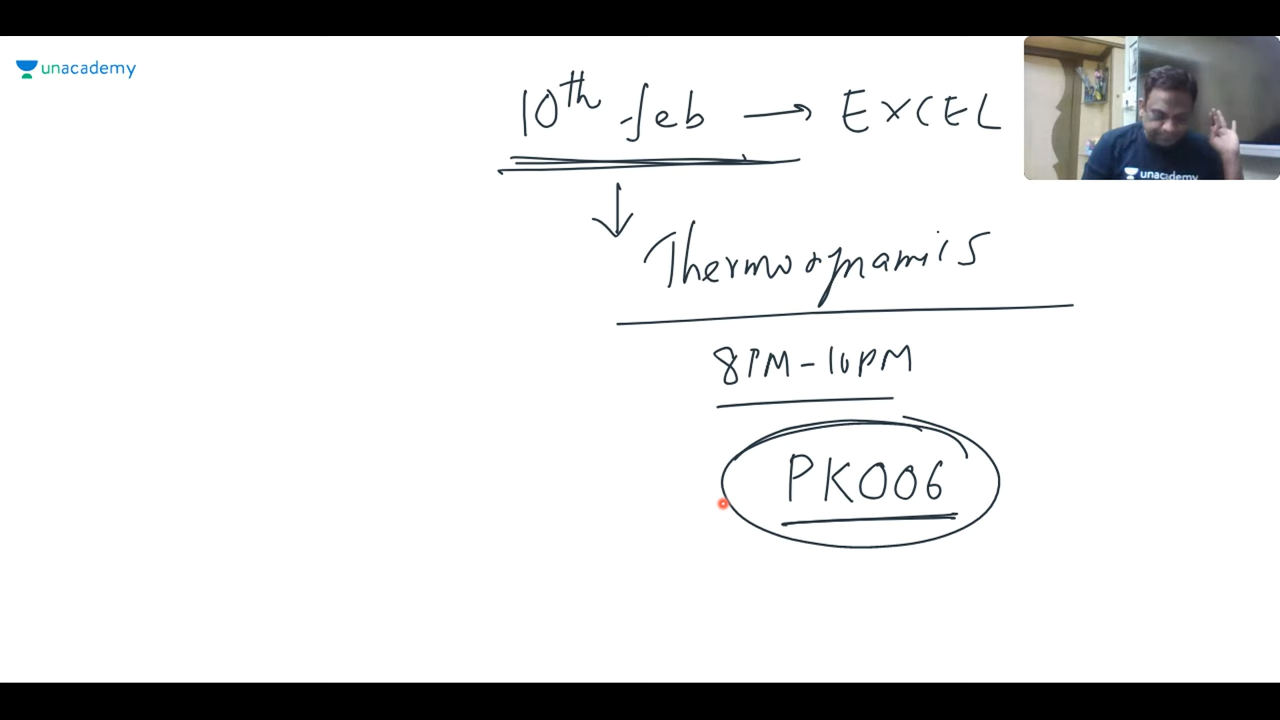 unacademy
10th feb → EXCEL
unacademy
↓
Thermodynamics
8PM - 10PM
PK006